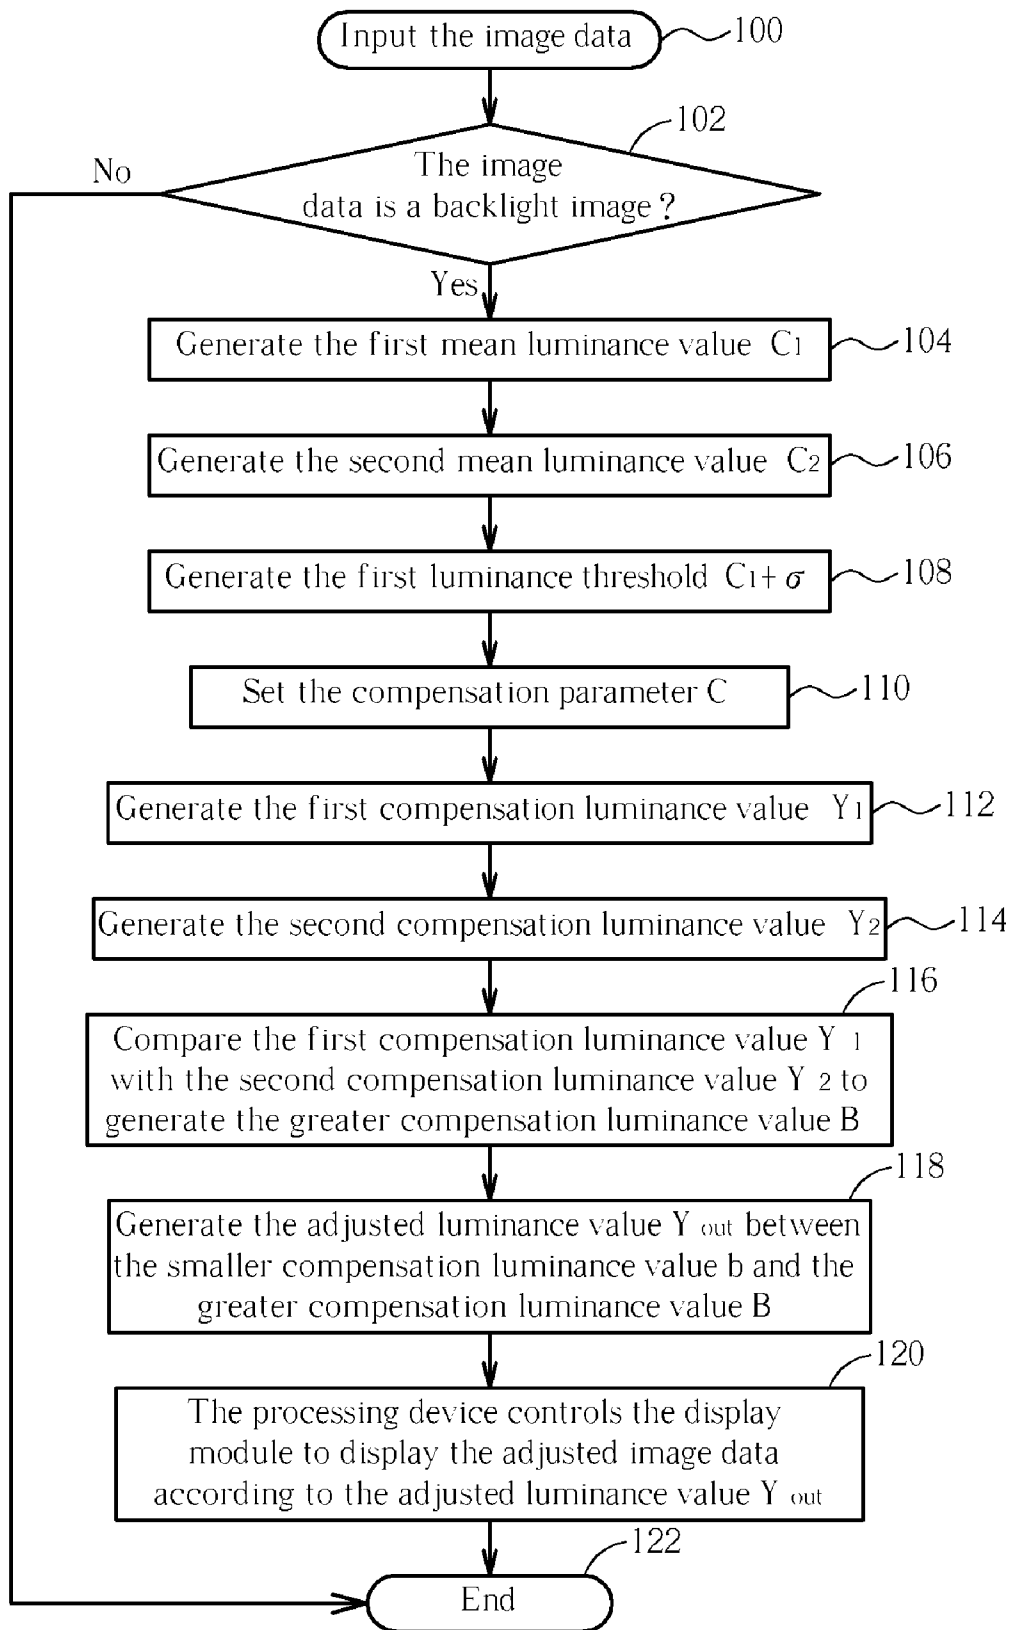 Input the image data
100
102
The image
data is a backlight image?
No
Yes
Generate the first mean luminance value C1
104
Generate the second mean luminance value C2
106
Generate the first luminance threshold C1+σ
108
Set the compensation parameter C
110
Generate the first compensation luminance value Y1
112
Generate the second compensation luminance value Y2
114
116
Compare the first compensation luminance value Y 1
with the second compensation luminance value Y 2 to
generate the greater compensation luminance value B
118
Generate the adjusted luminance value Y out between
the smaller compensation luminance value b and the
greater compensation luminance value B
120
The processing device controls the display
module to display the adjusted image data
according to the adjusted luminance value Y out
122
End